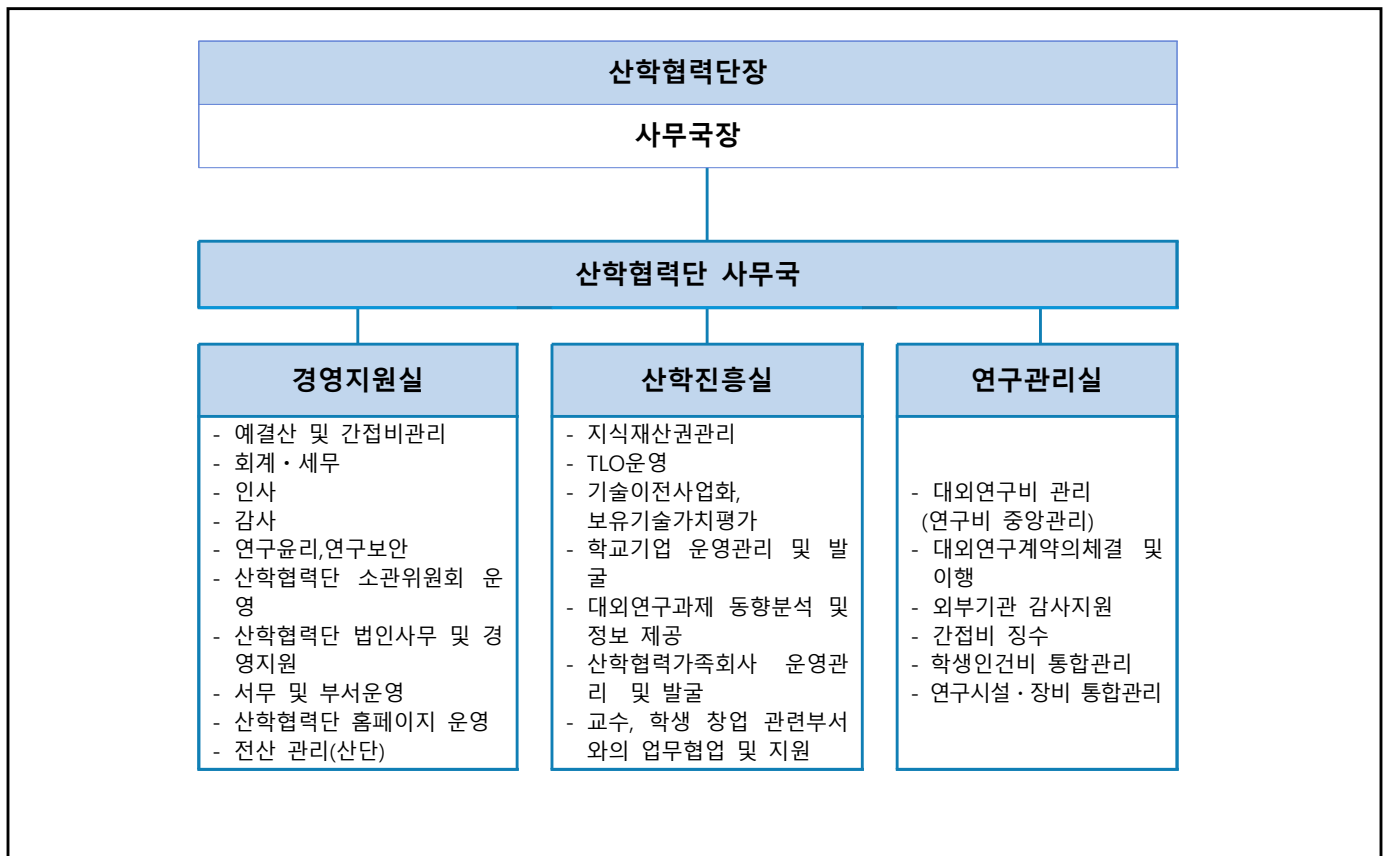 산학협력단장
사무국장
산학협력단 사무국
경영지원실
- 예결산 및 간접비관리
- 회계・세무
- 인사
- 감사
- 연구윤리,연구보안
- 산학협력단 소관위원회 운
영
- 산학협력단 법인사무 및 경
영지원
- 서무 및 부서운영
- 산학협력단 홈페이지 운영
- 전산 관리(산단)
산학진흥실
- 지식재산권관리
- TLO운영
- 기술이전사업화,
보유기술가치평가
- 학교기업 운영관리 및 발
굴
- 대외연구과제 동향분석 및
정보 제공
- 산학협력가족회사 운영관
리 및 발굴
- 교수, 학생 창업 관련부서
와의 업무협업 및 지원
연구관리실
- 대외연구비 관리
(연구비 중앙관리)
- 대외연구계약의체결 및
이행
- 외부기관 감사지원
- 간접비 징수
- 학생인건비 통합관리
- 연구시설・장비 통합관리